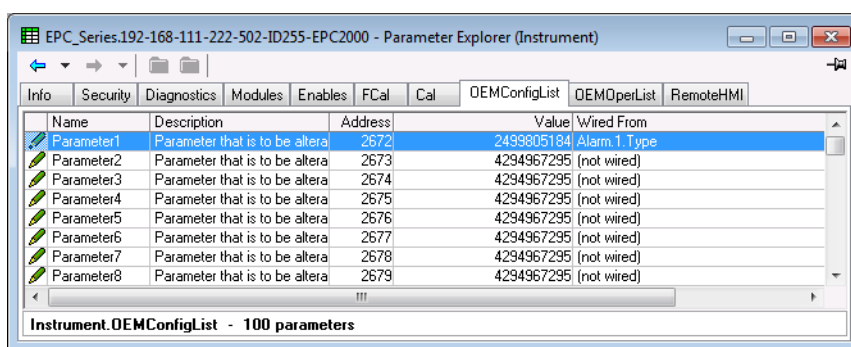 EPC_Series.192-168-111-222-502-ID255-EPC2000 - Parameter Explorer (Instrument)
Info Security Diagnostics Modules Enables FCal Cal OEMConfigList OEMOperList RemoteHMI
Name Description Address Value Wired From
Parameter1 Parameter that is to be altera 2672 2499805184 Alarm.1.Type
Parameter2 Parameter that is to be altera 2673 4294967295 (not wired)
Parameter3 Parameter that is to be altera 2674 4294967295 (not wired)
Parameter4 Parameter that is to be altera 2675 4294967295 (not wired)
Parameter5 Parameter that is to be altera 2676 4294967295 (not wired)
Parameter6 Parameter that is to be altera 2677 4294967295 (not wired)
Parameter7 Parameter that is to be altera 2678 4294967295 (not wired)
Parameter8 Parameter that is to be altera 2679 4294967295 (not wired)
Instrument.OEMConfigList - 100 parameters